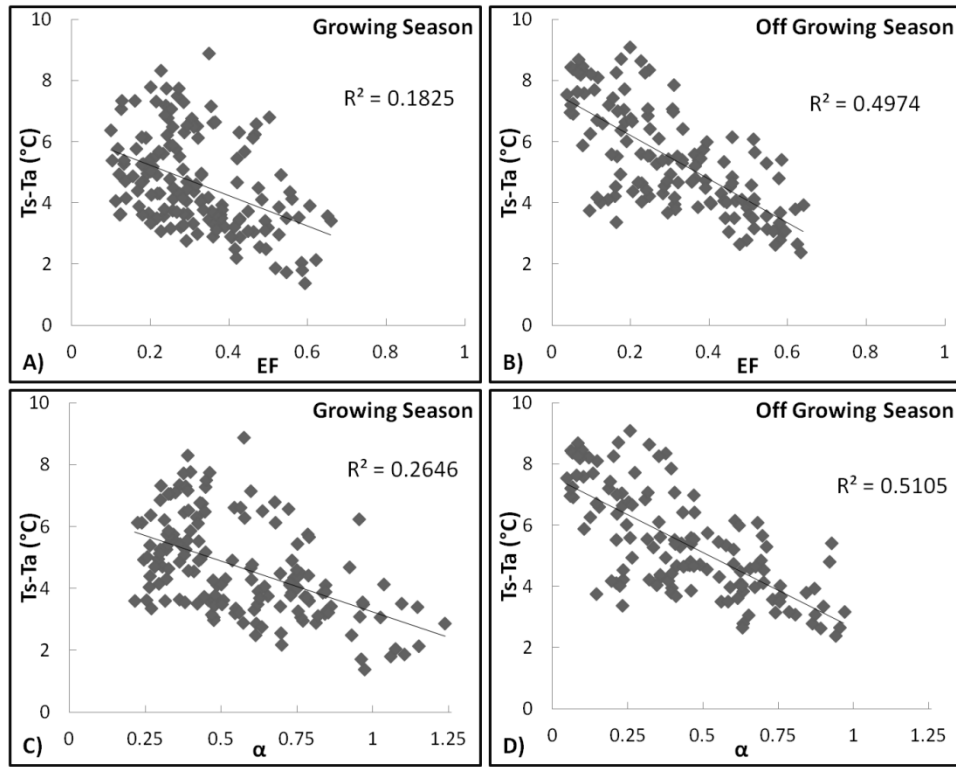 Growing Season
R² = 0.1825
Ts-Ta (°C)
10
8
6
4
2
0
0 0.2 0.4 0.6 0.8 1
A)
EF
Off Growing Season
R² = 0.4974
Ts-Ta (°C)
10
8
6
4
2
0
0 0.2 0.4 0.6 0.8 1
B)
EF
Growing Season
R² = 0.2646
Ts-Ta (°C)
10
8
6
4
2
0
0 0.25 0.5 0.75 1 1.25
C)
α
Off Growing Season
R² = 0.5105
Ts-Ta (°C)
10
8
6
4
2
0
0 0.25 0.5 0.75 1 1.25
D)
α